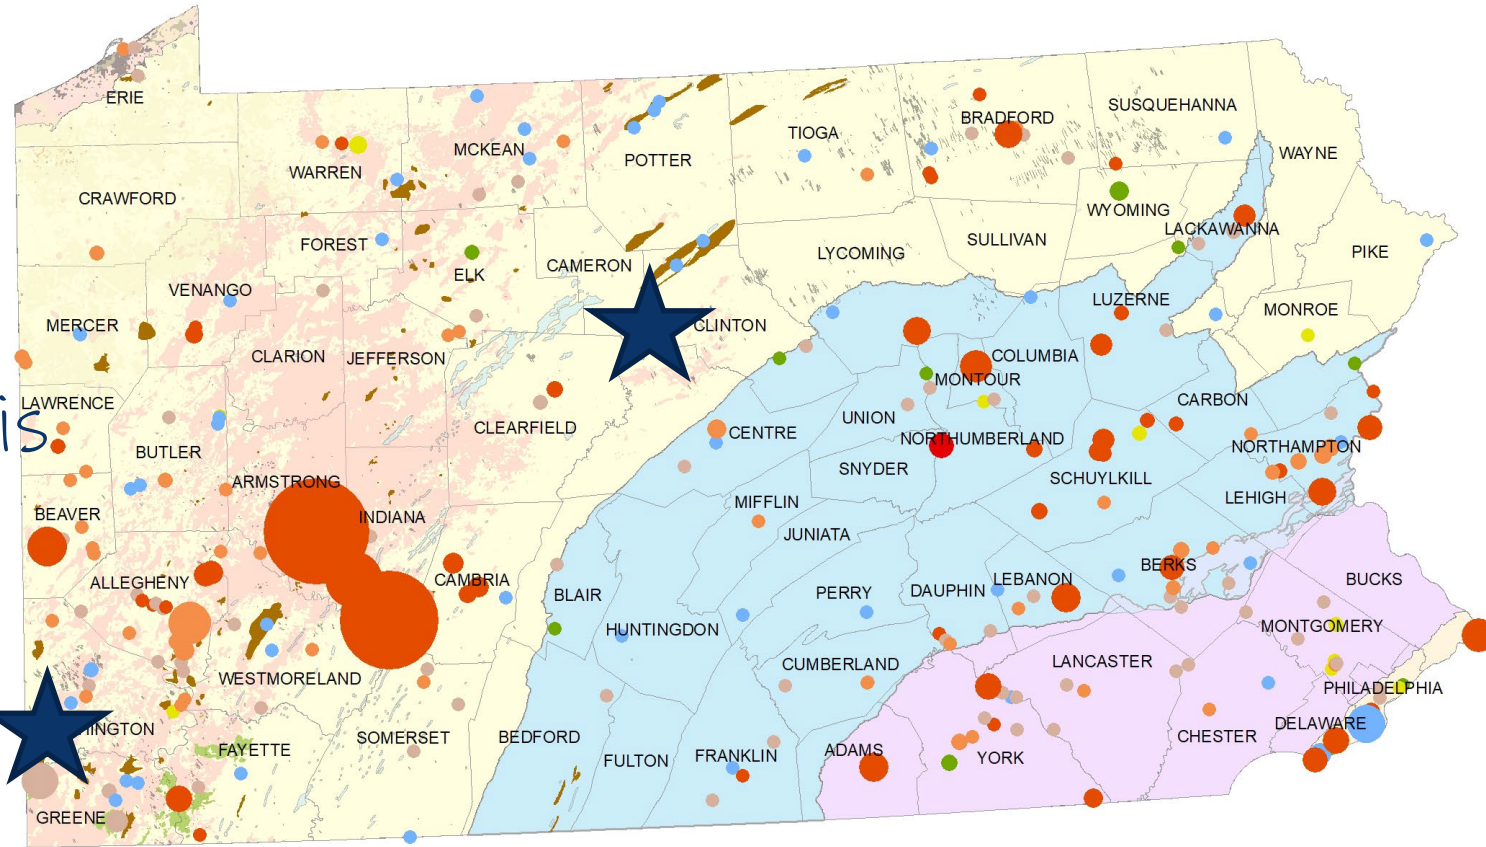 ERIE
SUSQUEHANNA
BRADFORD
TIOGA
MCKEAN
WAYNE
POTTER
WARREN
CRAWFORD
WYOMING
LACKAWANNA
FOREST
SULLIVAN
PIKE
LYCOMING
CAMERON
ELK
VENANGO
LUZERNE
MONROE
MERCER
CLINTON
CLARION
JEFFERSON
COLUMBIA
MONTOUR
CARBON
LAWRENCE
is
UNION
CLEARFIELD
CENTRE
NORTHUMBERLAND
NORTHAMPTON
BUTLER
SNYDER
SCHUYLKILL
ARMSTRONG
LEHIGH
MIFFLIN
BEAVER
INDIANA
JUNIATA
BERKS
ALLEGHENY
CAMBRIA
LEBANON
BUCKS
DAUPHIN
PERRY
BLAIR
MONTGOMERY
HUNTINGDON
CUMBERLAND
LANCASTER
WESTMORELAND
PHILADELPHIA
HINGTON
DELAWARE
SOMERSET
BEDFORD
CHESTER
FAYETTE
ADAMS
FRANKLIN
YORK
FULTON
GREENE